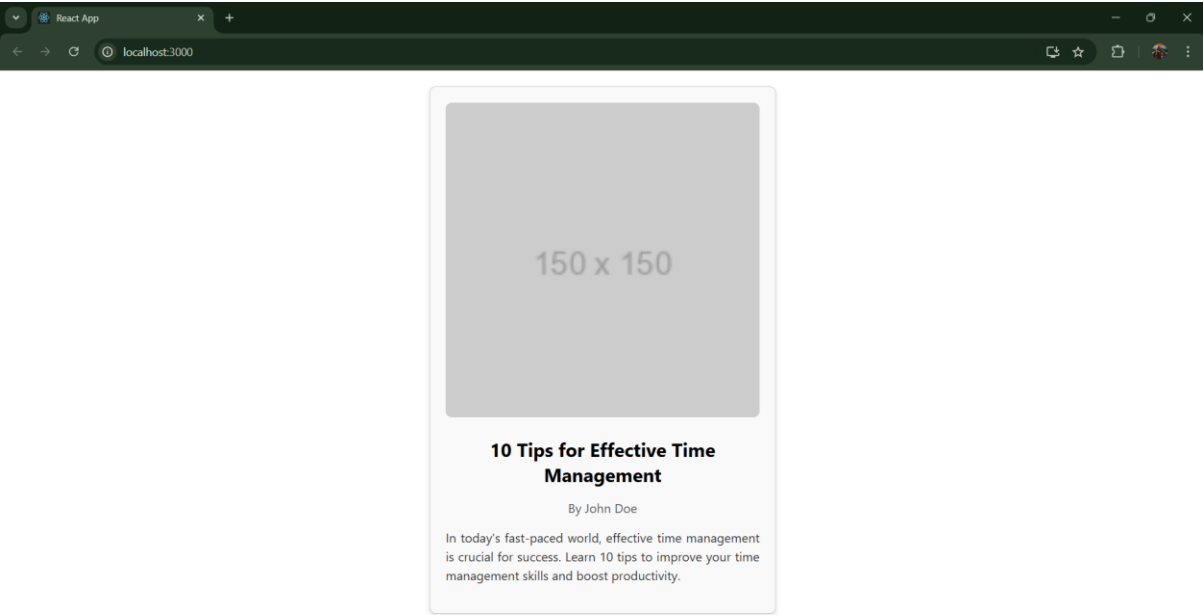 React App
localhost:3000
150 x 150
10 Tips for Effective Time
Management
By John Doe
In today's fast-paced world, effective time management
is crucial for success. Learn 10 tips to improve your time
management skills and boost productivity.